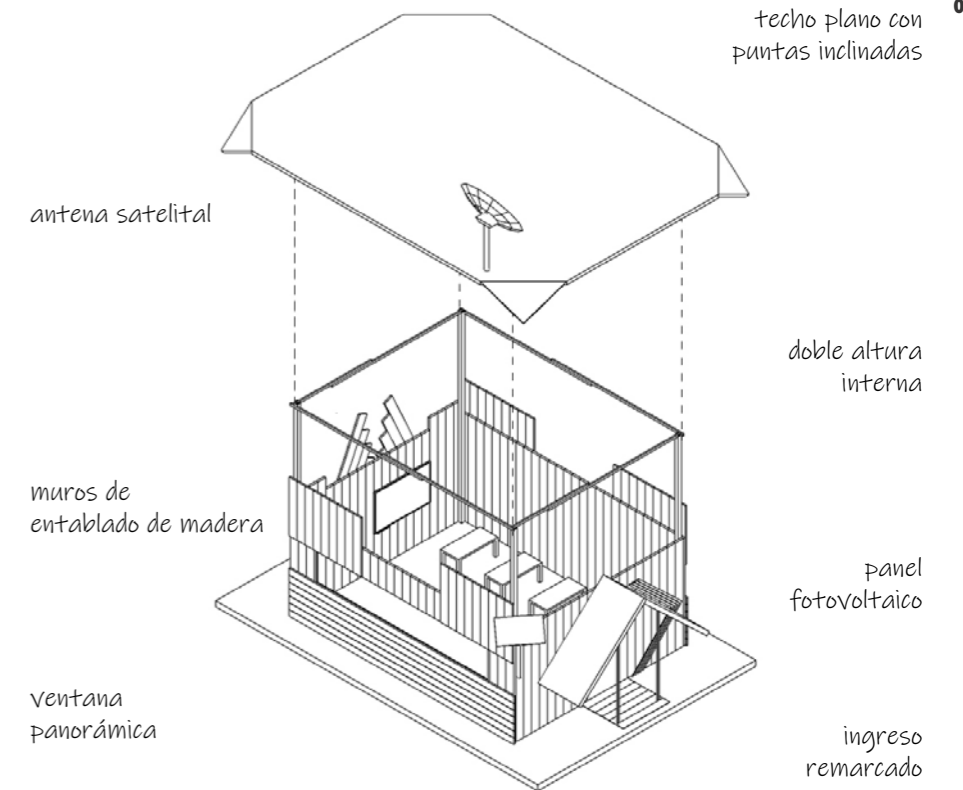 techo plano con
puntas inclinadas
antena satelital
doble altura
interna
muros de
entablado de madera
panel
fotovoltaico
ventana
panorámica
ingreso
remarcado